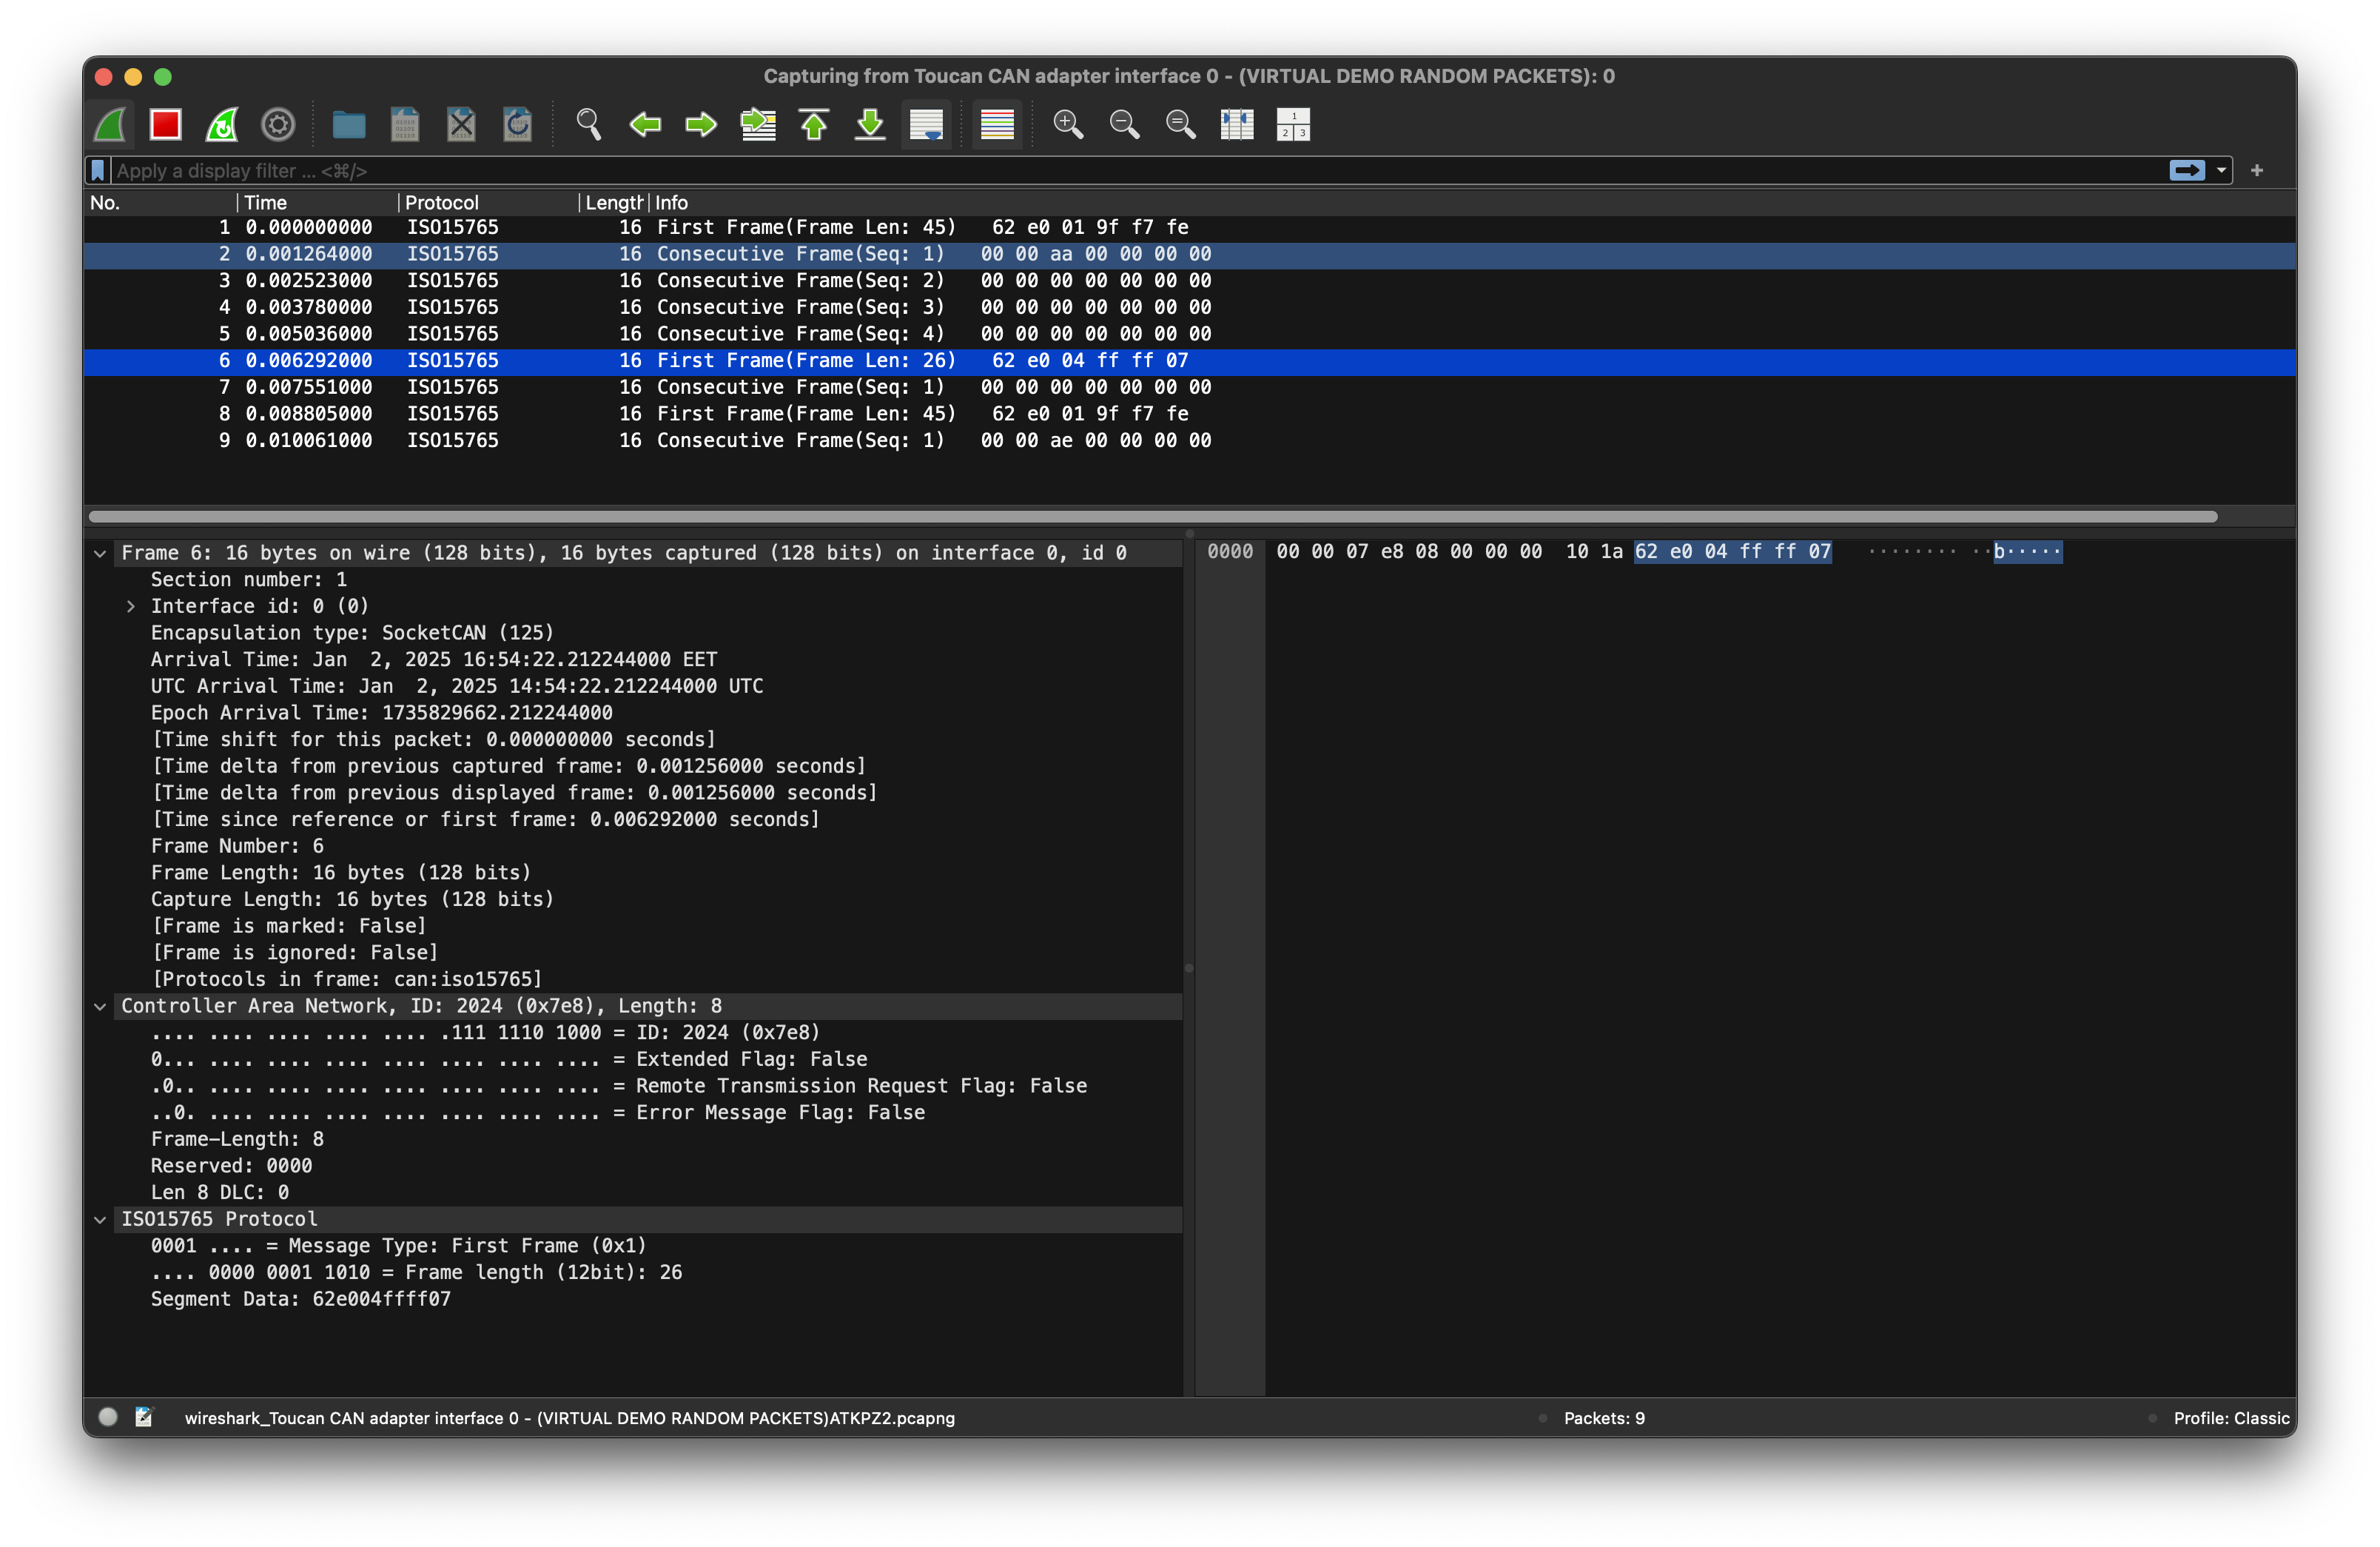 Capturing from Toucan CAN adapter interface 0 - (VIRTUAL DEMO RANDOM PACKETS): 0
Apply a display filter ... <⌘/>
No. Time Protocol Length Info
1 0.000000000 ISO15765 16 First Frame(Frame Len: 45) 62 e0 01 9f f7 fe
2 0.001264000 ISO15765 16 Consecutive Frame(Seq: 1) 00 00 aa 00 00 00 00
3 0.002523000 ISO15765 16 Consecutive Frame(Seq: 2) 00 00 00 00 00 00 00
4 0.003780000 ISO15765 16 Consecutive Frame(Seq: 3) 00 00 00 00 00 00 00
5 0.005036000 ISO15765 16 Consecutive Frame(Seq: 4) 00 00 00 00 00 00 00
6 0.006292000 ISO15765 16 First Frame(Frame Len: 26) 62 e0 04 ff ff 07
7 0.007551000 ISO15765 16 Consecutive Frame(Seq: 1) 00 00 00 00 00 00 00
8 0.008805000 ISO15765 16 First Frame(Frame Len: 45) 62 e0 01 9f f7 fe
9 0.010061000 ISO15765 16 Consecutive Frame(Seq: 1) 00 00 ae 00 00 00 00
Frame 6: 16 bytes on wire (128 bits), 16 bytes captured (128 bits) on interface 0, id 0
Section number: 1
Interface id: 0 (0)
Encapsulation type: SocketCAN (125)
Arrival Time: Jan  2, 2025 16:54:22.212244000 EET
UTC Arrival Time: Jan  2, 2025 14:54:22.212244000 UTC
Epoch Arrival Time: 1735829662.212244000
[Time shift for this packet: 0.000000000 seconds]
[Time delta from previous captured frame: 0.001256000 seconds]
[Time delta from previous displayed frame: 0.001256000 seconds]
[Time since reference or first frame: 0.006292000 seconds]
Frame Number: 6
Frame Length: 16 bytes (128 bits)
Capture Length: 16 bytes (128 bits)
[Frame is marked: False]
[Frame is ignored: False]
[Protocols in frame: can:iso15765]
Controller Area Network, ID: 2024 (0x7e8), Length: 8
.... .... .... .... .... .111 1110 1000 = ID: 2024 (0x7e8)
0... .... .... .... .... .... .... .... = Extended Flag: False
.0.. .... .... .... .... .... .... .... = Remote Transmission Request Flag: False
..0. .... .... .... .... .... .... .... = Error Message Flag: False
Frame-Length: 8
Reserved: 0000
Len 8 DLC: 0
ISO15765 Protocol
0001 .... = Message Type: First Frame (0x1)
.... 0000 0001 1010 = Frame length (12bit): 26
Segment Data: 62e004ffff07
0000 00 00 07 e8 08 00 00 00 10 1a 62 e0 04 ff ff 07 ········ ··b·····
wireshark_Toucan CAN adapter interface 0 - (VIRTUAL DEMO RANDOM PACKETS)ATKPZ2.pcapng
Packets: 9
Profile: Classic